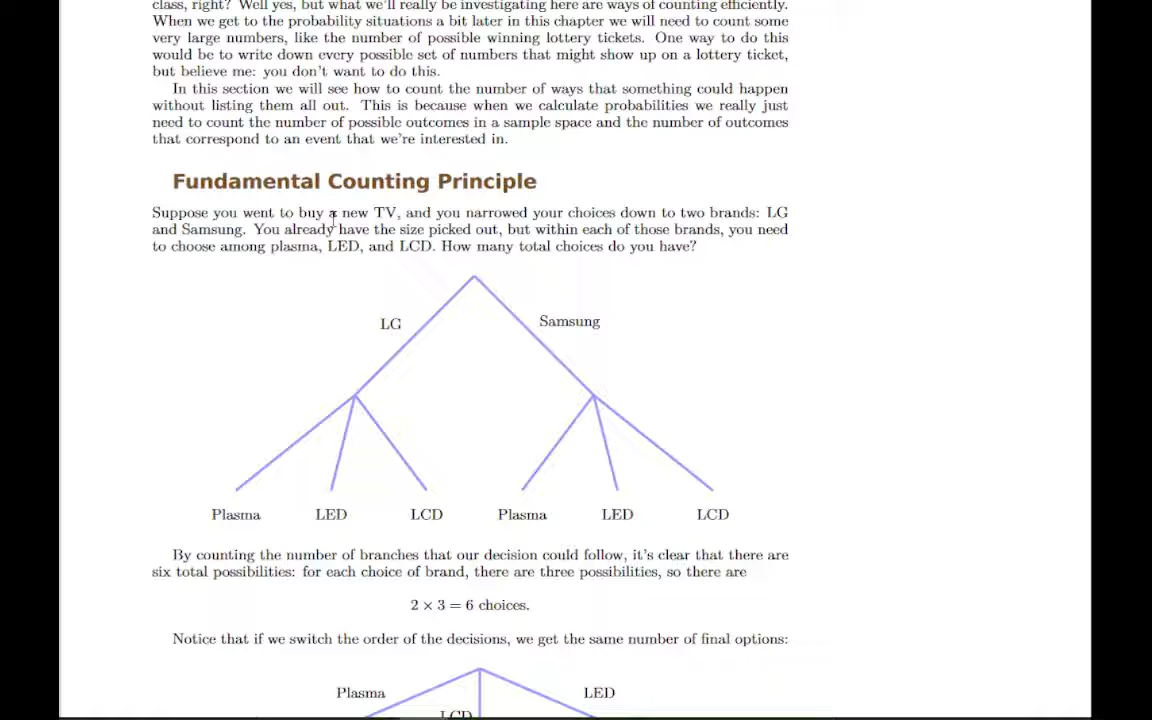 class, right? Well yes, but what we'll really be investigating here are ways of counting efficiently.
When we get to the probability situations a bit later in this chapter we will need to count some
very large numbers, like the number of possible winning lottery tickets. One way to do this
would be to write down every possible set of numbers that might show up on a lottery ticket,
but believe me: you don't want to do this.
In this section we will see how to count the number of ways that something could happen
without listing them all out. This is because when we calculate probabilities we really just
need to count the number of possible outcomes in a sample space and the number of outcomes
that correspond to an event that we're interested in.
Fundamental Counting Principle
Suppose you went to buy a new TV, and you narrowed your choices down to two brands: LG
and Samsung. You already have the size picked out, but within each of those brands, you need
to choose among plasma, LED, and LCD. How many total choices do you have?
LG Samsung
Plasma LED LCD Plasma LED LCD
By counting the number of branches that our decision could follow, it's clear that there are
six total possibilities: for each choice of brand, there are three possibilities, so there are
2 × 3 = 6 choices.
Notice that if we switch the order of the decisions, we get the same number of final options:
Plasma LED
LCD